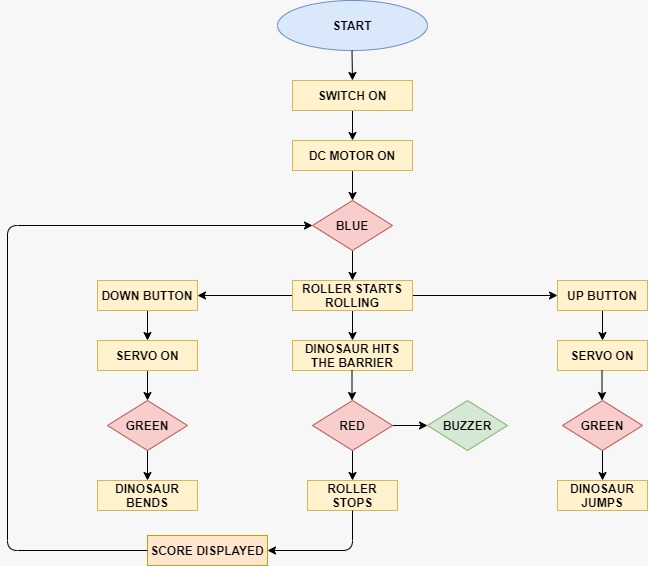 START
SWITCH ON
DC MOTOR ON
BLUE
DOWN BUTTON
ROLLER STARTS
ROLLING
UP BUTTON
SERVO ON
DINOSAUR HITS
THE BARRIER
SERVO ON
GREEN
RED
BUZZER
GREEN
DINOSAUR
BENDS
ROLLER
STOPS
DINOSAUR
JUMPS
SCORE DISPLAYED